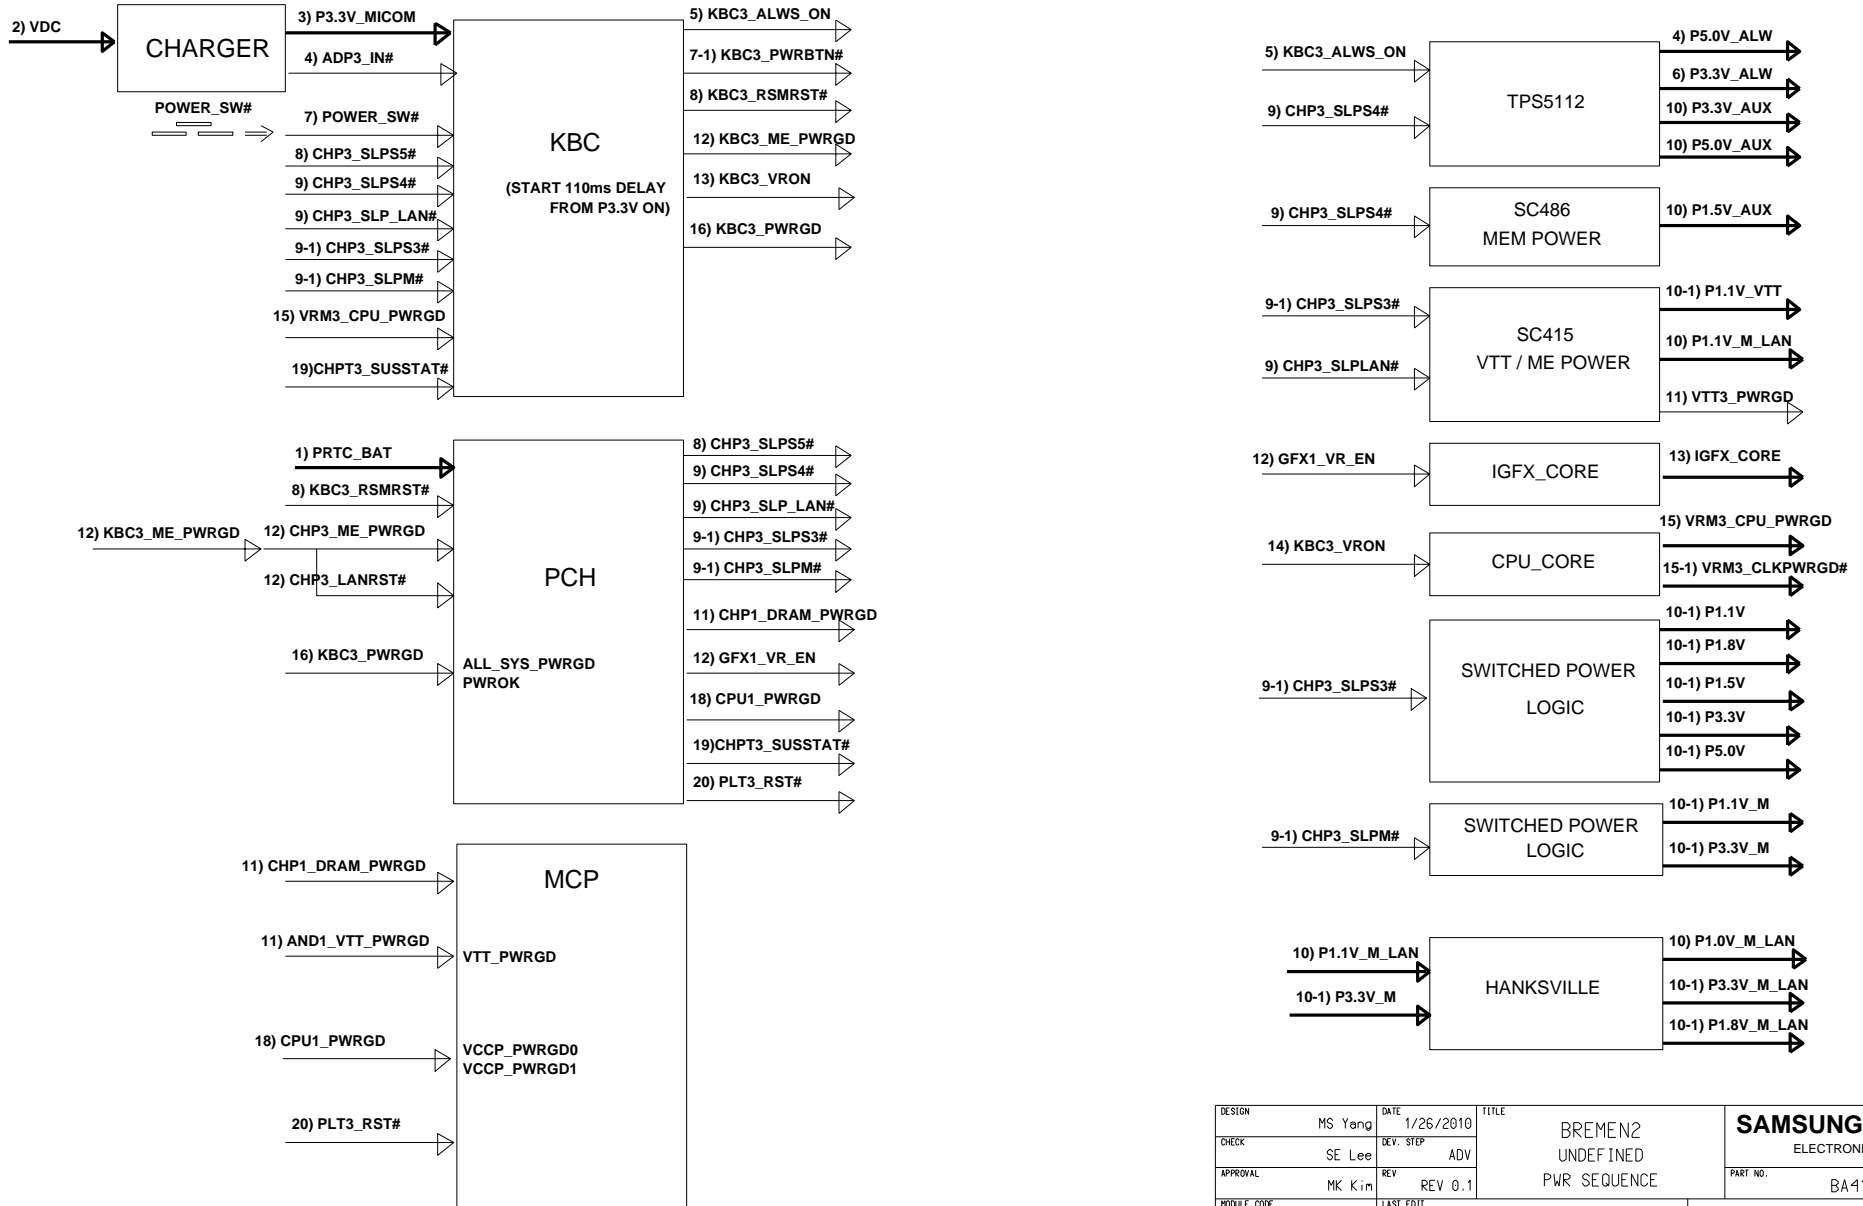 2) VDC
CHARGER
3) P3.3V_MICOM
4) ADP3_IN#
POWER_SW#
7) POWER_SW#
8) CHP3_SLPS5#
9) CHP3_SLPS4#
9) CHP3_SLP_LAN#
9-1) CHP3_SLPS3#
9-1) CHP3_SLPM#
15) VRM3_CPU_PWRGD
19)CHPT3_SUSSTAT#
KBC
(START 110ms DELAY
FROM P3.3V ON)
5) KBC3_ALWS_ON
7-1) KBC3_PWRBTN#
8) KBC3_RSMRST#
12) KBC3_ME_PWRGD
13) KBC3_VRON
16) KBC3_PWRGD
1) PRTC_BAT
8) KBC3_RSMRST#
12) KBC3_ME_PWRGD
12) CHP3_ME_PWRGD
12) CHP3_LANRST#
16) KBC3_PWRGD
PCH
ALL_SYS_PWRGD
PWROK
8) CHP3_SLPS5#
9) CHP3_SLPS4#
9) CHP3_SLP_LAN#
9-1) CHP3_SLPS3#
9-1) CHP3_SLPM#
11) CHP1_DRAM_PWRGD
12) GFX1_VR_EN
18) CPU1_PWRGD
19)CHPT3_SUSSTAT#
20) PLT3_RST#
11) CHP1_DRAM_PWRGD
11) AND1_VTT_PWRGD
18) CPU1_PWRGD
20) PLT3_RST#
MCP
VTT_PWRGD
VCCP_PWRGD0
VCCP_PWRGD1
5) KBC3_ALWS_ON
9) CHP3_SLPS4#
TPS5112
4) P5.0V_ALW
6) P3.3V_ALW
10) P3.3V_AUX
10) P5.0V_AUX
9) CHP3_SLPS4#
SC486
MEM POWER
10) P1.5V_AUX
9-1) CHP3_SLPS3#
9) CHP3_SLPLAN#
SC415
VTT / ME POWER
10-1) P1.1V_VTT
10) P1.1V_M_LAN
11) VTT3_PWRGD
12) GFX1_VR_EN
IGFX_CORE
13) IGFX_CORE
14) KBC3_VRON
CPU_CORE
15) VRM3_CPU_PWRGD
15-1) VRM3_CLKPWRGD#
9-1) CHP3_SLPS3#
SWITCHED POWER
LOGIC
10-1) P1.1V
10-1) P1.8V
10-1) P1.5V
10-1) P3.3V
10-1) P5.0V
9-1) CHP3_SLPM#
SWITCHED POWER
LOGIC
10-1) P1.1V_M
10-1) P3.3V_M
10) P1.1V_M_LAN
10-1) P3.3V_M
HANKSVILLE
10) P1.0V_M_LAN
10-1) P3.3V_M_LAN
10-1) P1.8V_M_LAN
DESIGN
MS Yang
DATE
1/26/2010
TITLE
BREMEN2
UNDEFINED
PWR SEQUENCE
SAMSUNG
ELECTRONI
CHECK
SE Lee
DEV. STEP
ADV
APPROVAL
MK Kim
REV
REV 0.1
PART NO.
BA41
MODULE CODE
LAST EDIT